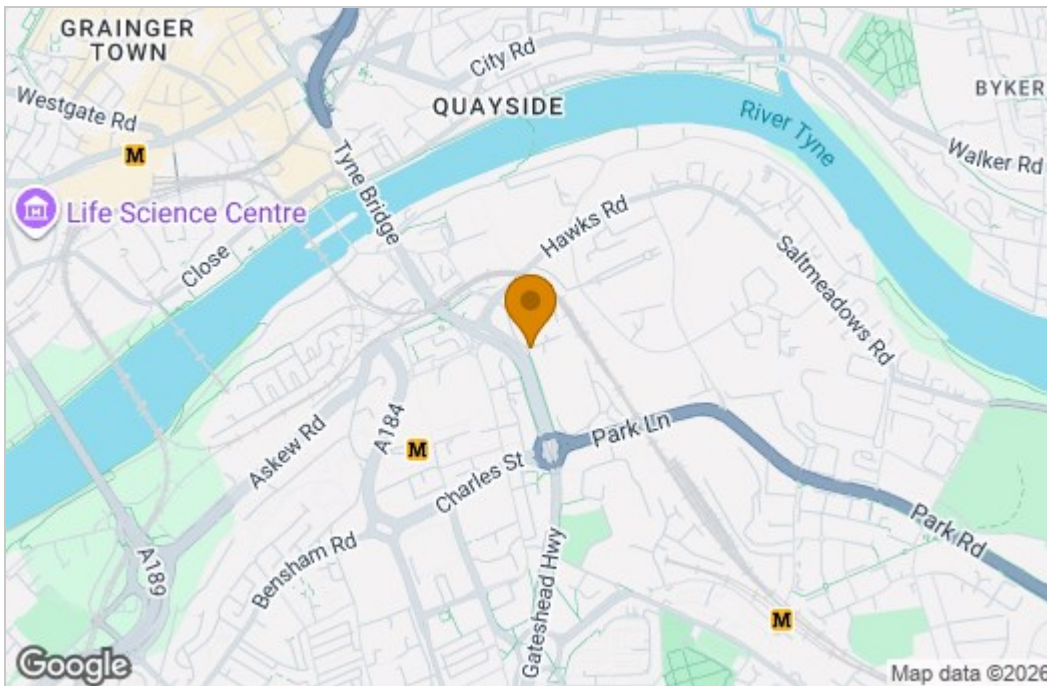 GRAINGER
TOWN
City Rd
QUAYSIDE
BYKER
Westgate Rd
M
River Tyne
Walker Rd
Tyne Bridge
Life Science Centre
Hawks Rd
Close
Saltmeadows Rd
Askew Rd
A184
M
Park Ln
Charles St
Park Rd
A189
Bensham Rd
Gateshead Hwy
M
Google
Map data ©2026